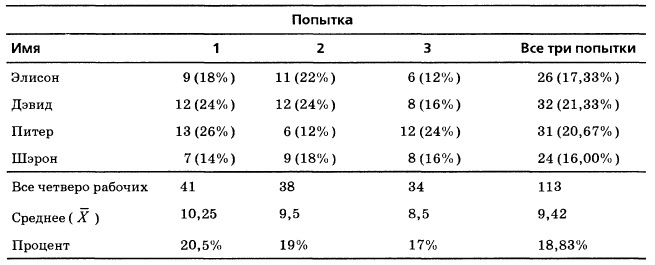 Попытка
Имя 1 2 3 Все три попытки
Элисон 9 (18%) 11 (22%) 6 (12%) 26 (17,33%)
Дэвид 12 (24%) 12 (24%) 8 (16%) 32 (21,33%)
Питер 13 (26%) 6 (12%) 12 (24%) 31 (20,67%)
Шэрон 7 (14%) 9 (18%) 8 (16%) 24 (16,00%)
Все четверо рабочих 41 38 34 113
Среднее ( X̄ ) 10,25 9,5 8,5 9,42
Процент 20,5% 19% 17% 18,83%